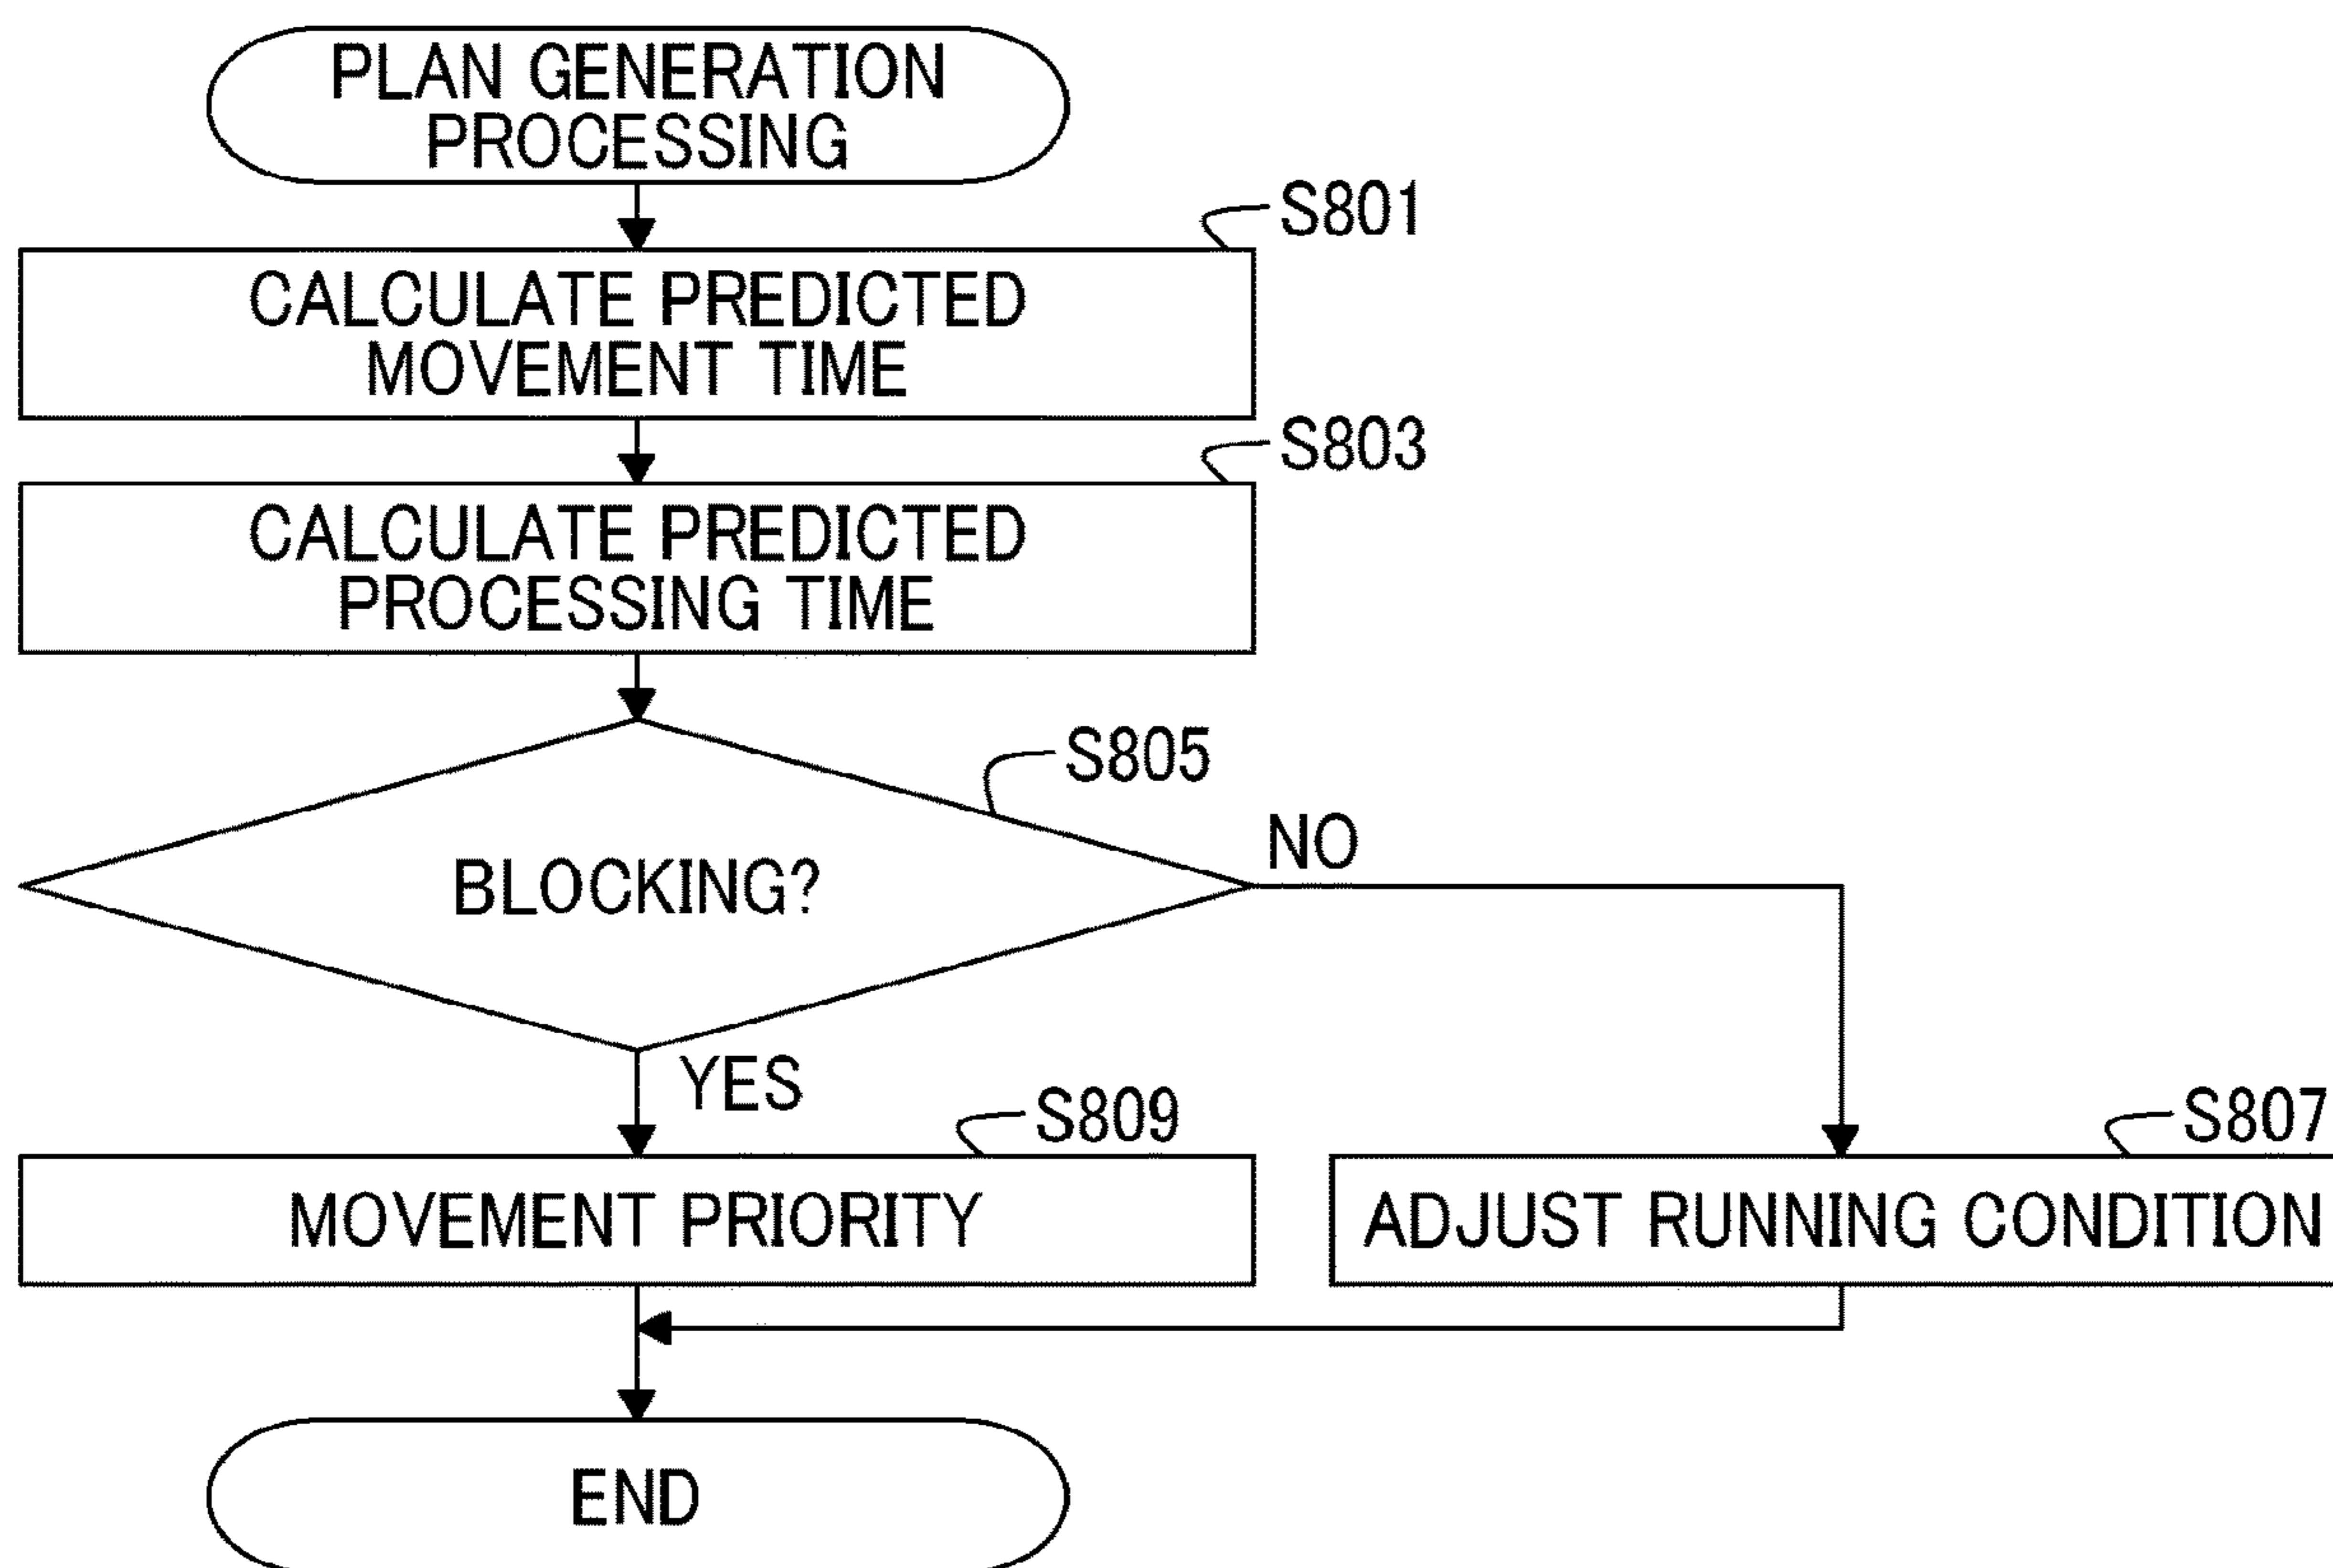 PLAN GENERATION
PROCESSING
S801
CALCULATE PREDICTED
MOVEMENT TIME
S803
CALCULATE PREDICTED
PROCESSING TIME
S805
BLOCKING?
NO
YES
S809
MOVEMENT PRIORITY
S807
ADJUST RUNNING CONDITION
END